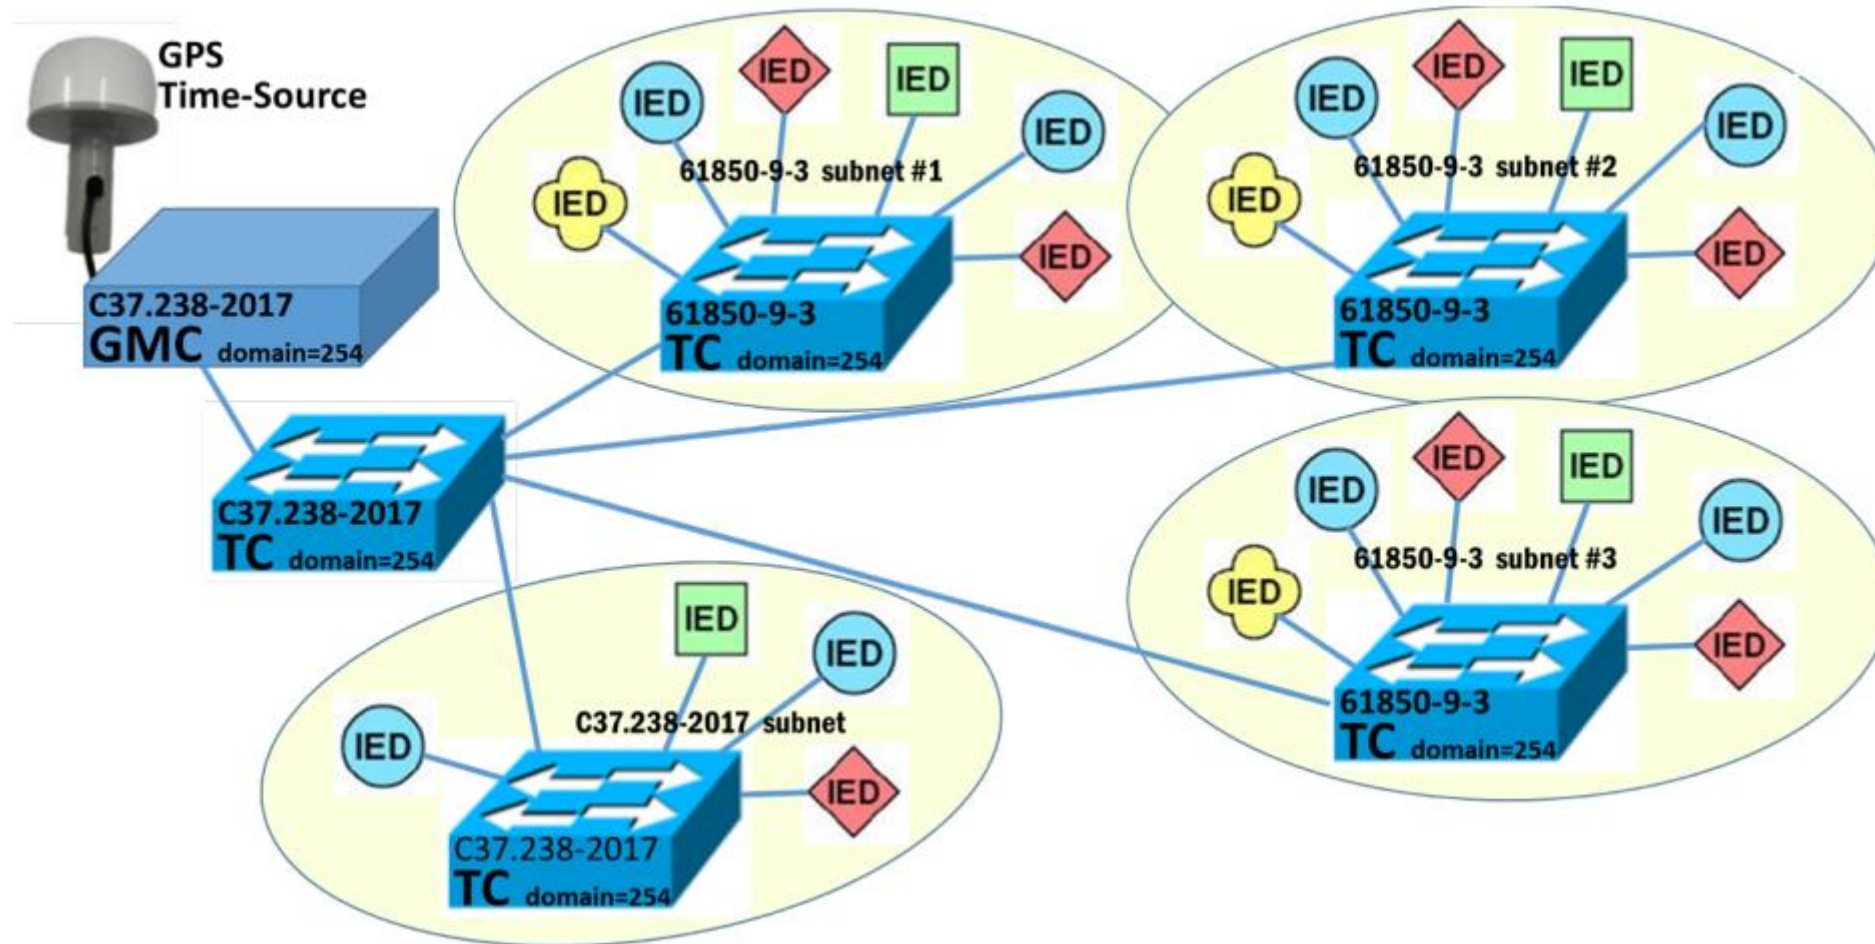 GPS
Time-Source
C37.238-2017
GMC domain=254
C37.238-2017
TC domain=254
IED
IED
IED
IED
IED
IED
61850-9-3 subnet #1
61850-9-3
TC domain=254
IED
IED
IED
IED
IED
IED
61850-9-3 subnet #2
61850-9-3
TC domain=254
IED
IED
IED
IED
IED
IED
61850-9-3 subnet #3
61850-9-3
TC domain=254
IED
IED
IED
C37.238-2017 subnet
IED
C37.238-2017
TC domain=254